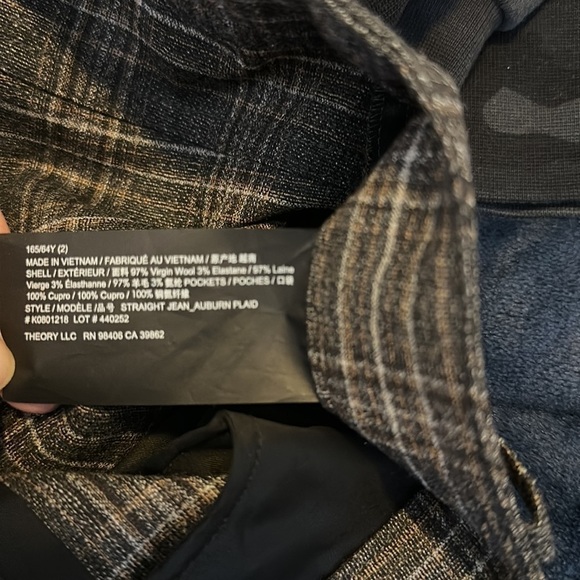 165/64Y (2)
MADE IN VIETNAM / FABRIQUÉ AU VIETNAM / 原产地 越南
SHELL / EXTÉRIEUR / 面料 97% Virgin Wool 3% Elastane / 97% Laine
Vierge 3% Élasthanne / 97% 羊毛 3% 氨纶 POCKETS / POCHES / 口袋
100% Cupro / 100% Cupro / 100% 铜氨纤维
STYLE / MODÈLE /品号 STRAIGHT JEAN_AUBURN PLAID
# K0801218 LOT # 440252
THEORY LLC RN 98406 CA 39862